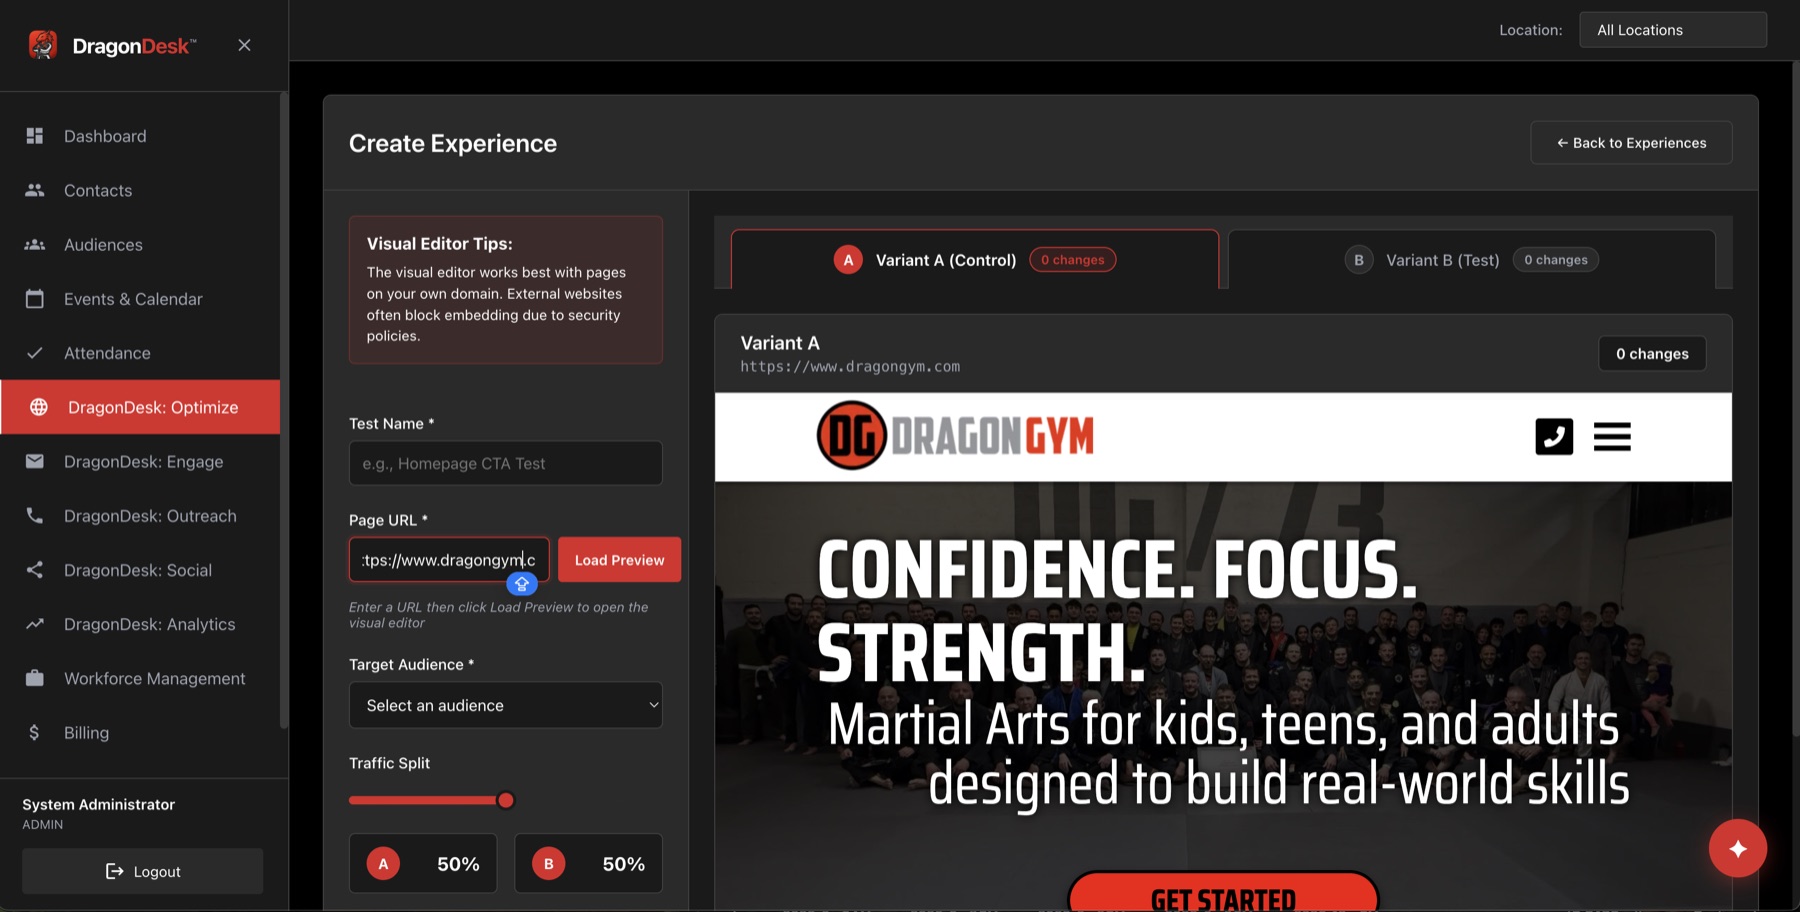 DragonDesk™
Location:
All Locations
Dashboard
Contacts
Audiences
Events & Calendar
Attendance
DragonDesk: Optimize
DragonDesk: Engage
DragonDesk: Outreach
DragonDesk: Social
DragonDesk: Analytics
Workforce Management
Billing
System Administrator
ADMIN
Logout
Create Experience
← Back to Experiences
Visual Editor Tips:
The visual editor works best with pages
on your own domain. External websites
often block embedding due to security
policies.
Test Name *
e.g., Homepage CTA Test
Page URL *
tps://www.dragongym.c
Load Preview
Enter a URL then click Load Preview to open the
visual editor
Target Audience *
Select an audience
Traffic Split
A 50%
B 50%
A Variant A (Control) 0 changes
B Variant B (Test) 0 changes
Variant A
https://www.dragongym.com
0 changes
DG DRAGONGYM
CONFIDENCE. FOCUS.
STRENGTH.
Martial Arts for kids, teens, and adults
designed to build real-world skills
GET STARTED